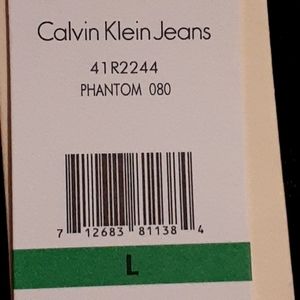 Calvin Klein Jeans
41R2244
PHANTOM 080
7 12683 81138 4
L